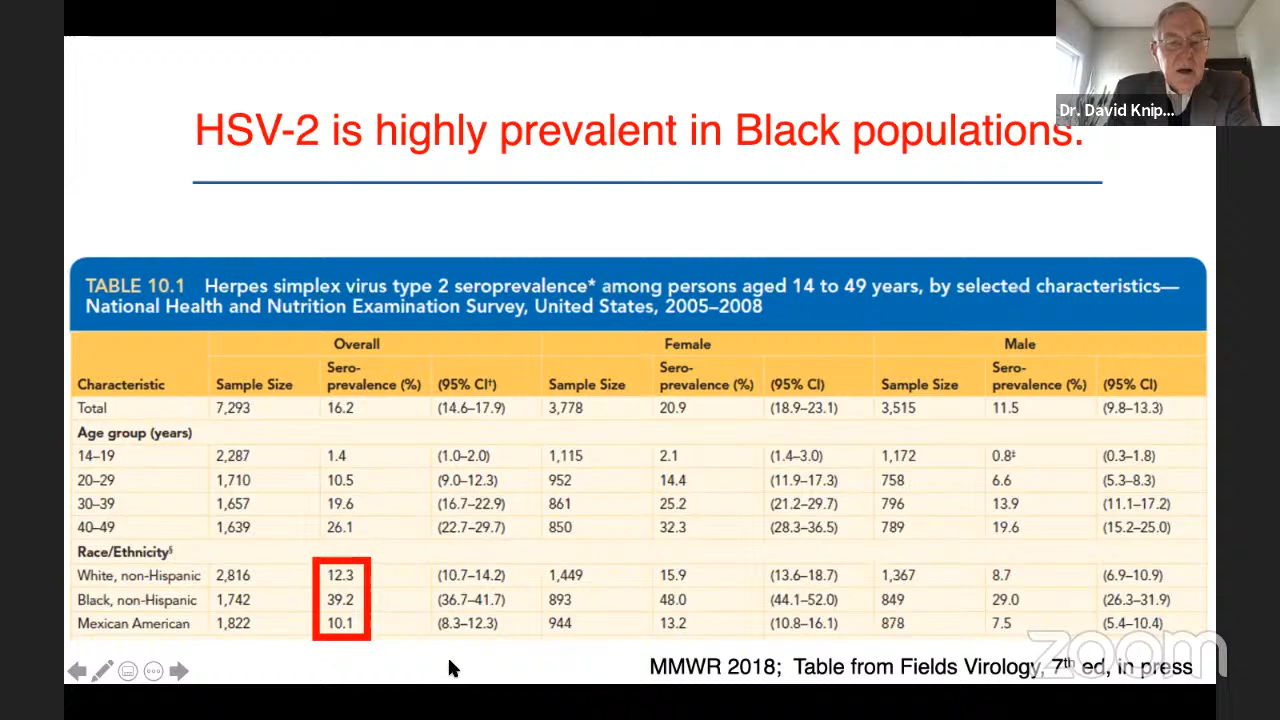 Dr. David Knip...
HSV-2 is highly prevalent in Black populations.
TABLE 10.1 Herpes simplex virus type 2 seroprevalence* among persons aged 14 to 49 years, by selected characteristics—
National Health and Nutrition Examination Survey, United States, 2005–2008
Overall Female Male
Characteristic Sample Size Sero-prevalence (%) (95% CI†) Sample Size Sero-prevalence (%) (95% CI) Sample Size Sero-prevalence (%) (95% CI)
Total 7,293 16.2 (14.6–17.9) 3,778 20.9 (18.9–23.1) 3,515 11.5 (9.8–13.3)
Age group (years)
14–19 2,287 1.4 (1.0–2.0) 1,115 2.1 (1.4–3.0) 1,172 0.8‡ (0.3–1.8)
20–29 1,710 10.5 (9.0–12.3) 952 14.4 (11.9–17.3) 758 6.6 (5.3–8.3)
30–39 1,657 19.6 (16.7–22.9) 861 25.2 (21.2–29.7) 796 13.9 (11.1–17.2)
40–49 1,639 26.1 (22.7–29.7) 850 32.3 (28.3–36.5) 789 19.6 (15.2–25.0)
Race/Ethnicity§
White, non-Hispanic 2,816 12.3 (10.7–14.2) 1,449 15.9 (13.6–18.7) 1,367 8.7 (6.9–10.9)
Black, non-Hispanic 1,742 39.2 (36.7–41.7) 893 48.0 (44.1–52.0) 849 29.0 (26.3–31.9)
Mexican American 1,822 10.1 (8.3–12.3) 944 13.2 (10.8–16.1) 878 7.5 (5.4–10.4)
MMWR 2018; Table from Fields Virology, 7th ed, in press
zoom